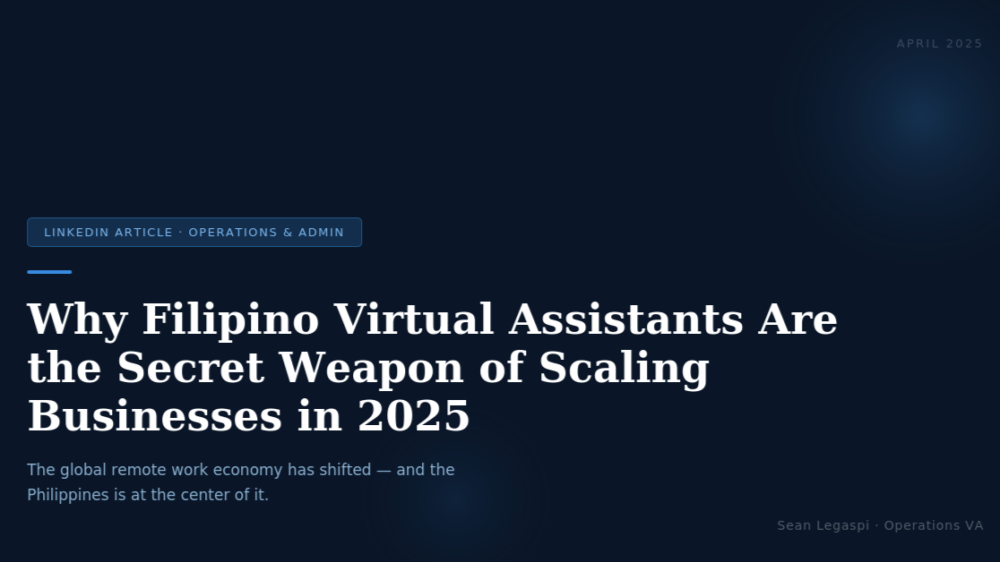 APRIL 2025
LINKEDIN ARTICLE · OPERATIONS & ADMIN
Why Filipino Virtual Assistants Are
the Secret Weapon of Scaling
Businesses in 2025
The global remote work economy has shifted — and the
Philippines is at the center of it.
Sean Legaspi · Operations VA